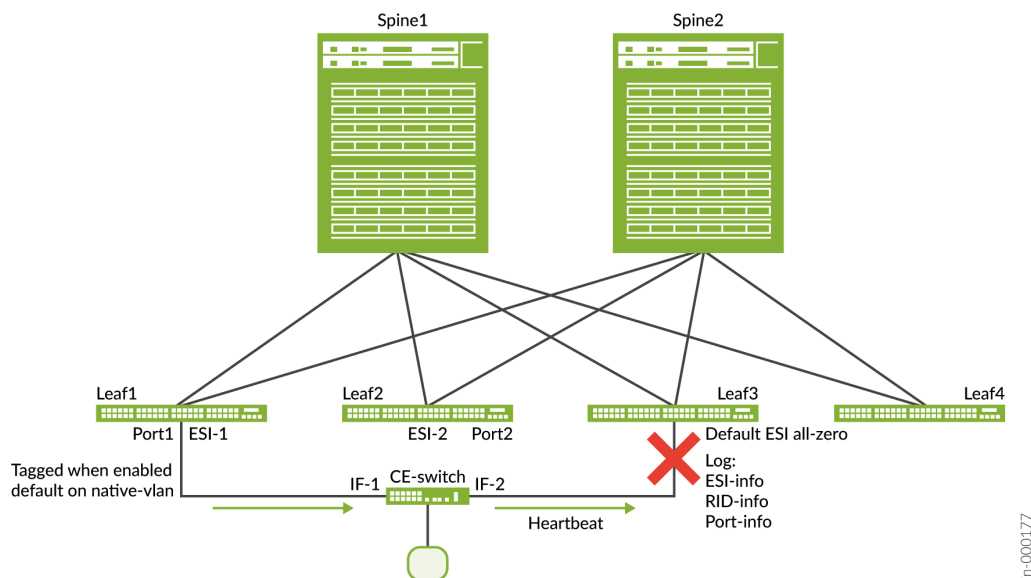 Spine1
Spine2
Leaf1
Leaf2
Leaf3
Leaf4
Port1
ESI-1
ESI-2
Port2
Default ESI all-zero
Tagged when enabled
default on native-vlan
IF-1
CE-switch
IF-2
Log:
ESI-info
RID-info
Port-info
Heartbeat